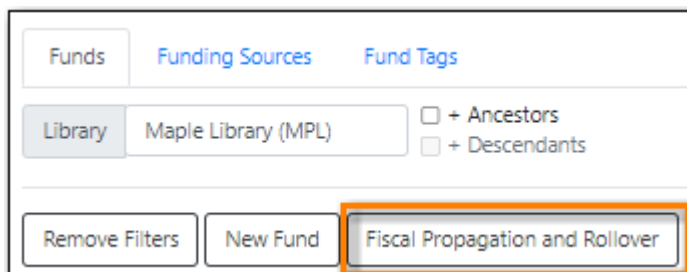 Funds Funding Sources Fund Tags
Library Maple Library (MPL) + Ancestors
+ Descendants
Remove Filters New Fund Fiscal Propagation and Rollover